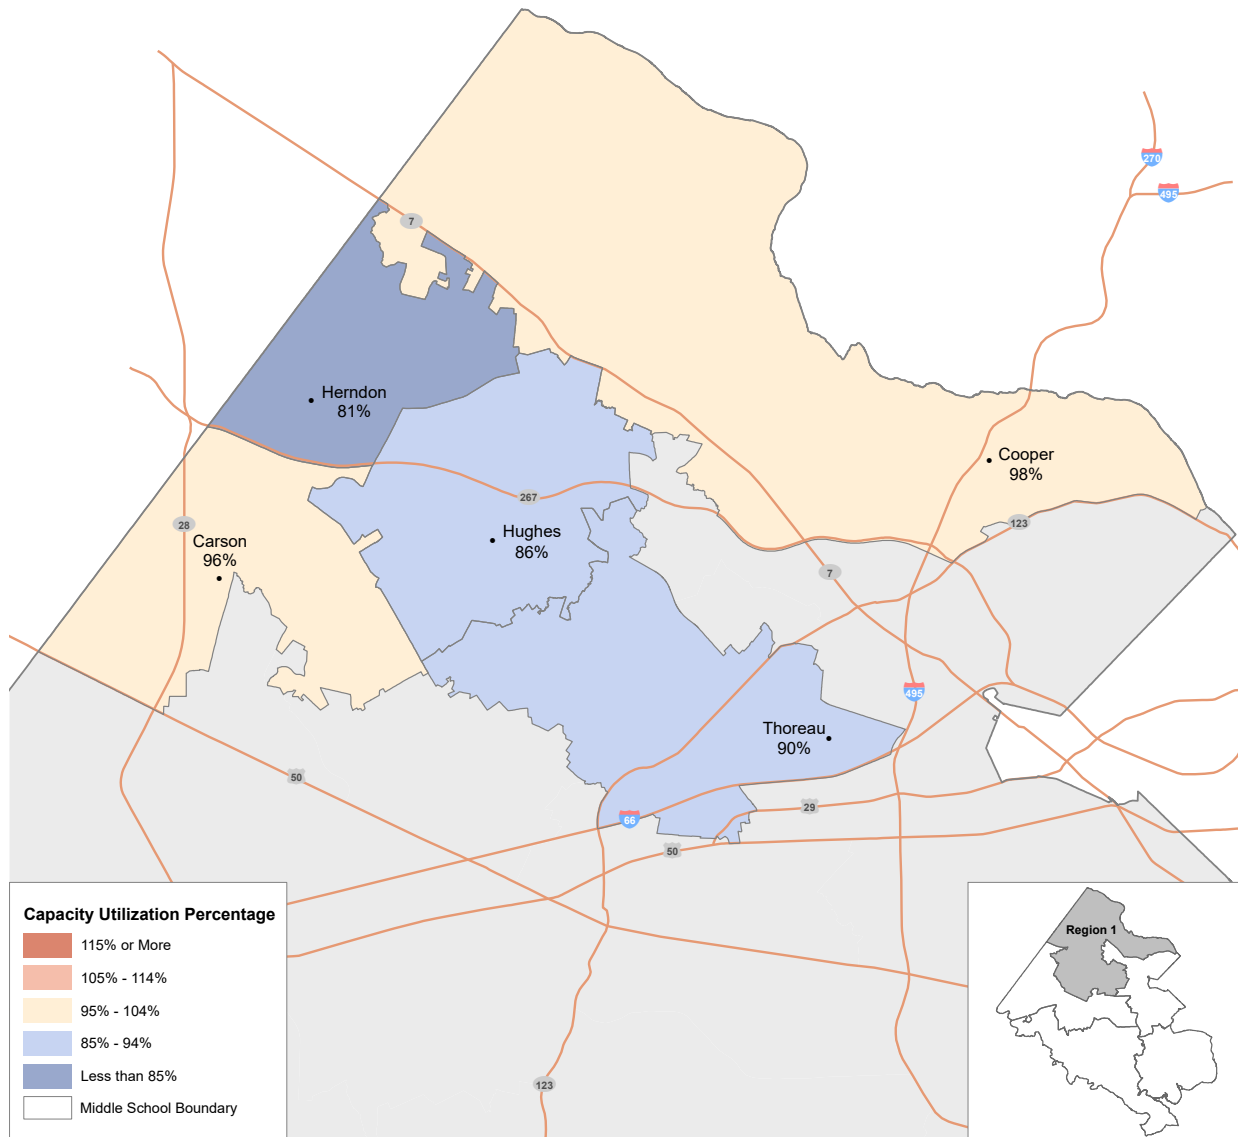 270
495
7
Herndon
81%
Cooper
98%
267
28
123
Carson
96%
Hughes
86%
7
495
Thoreau
90%
50
29
66
50
123
Capacity Utilization Percentage
115% or More
105% - 114%
95% - 104%
85% - 94%
Less than 85%
Middle School Boundary
Region 1